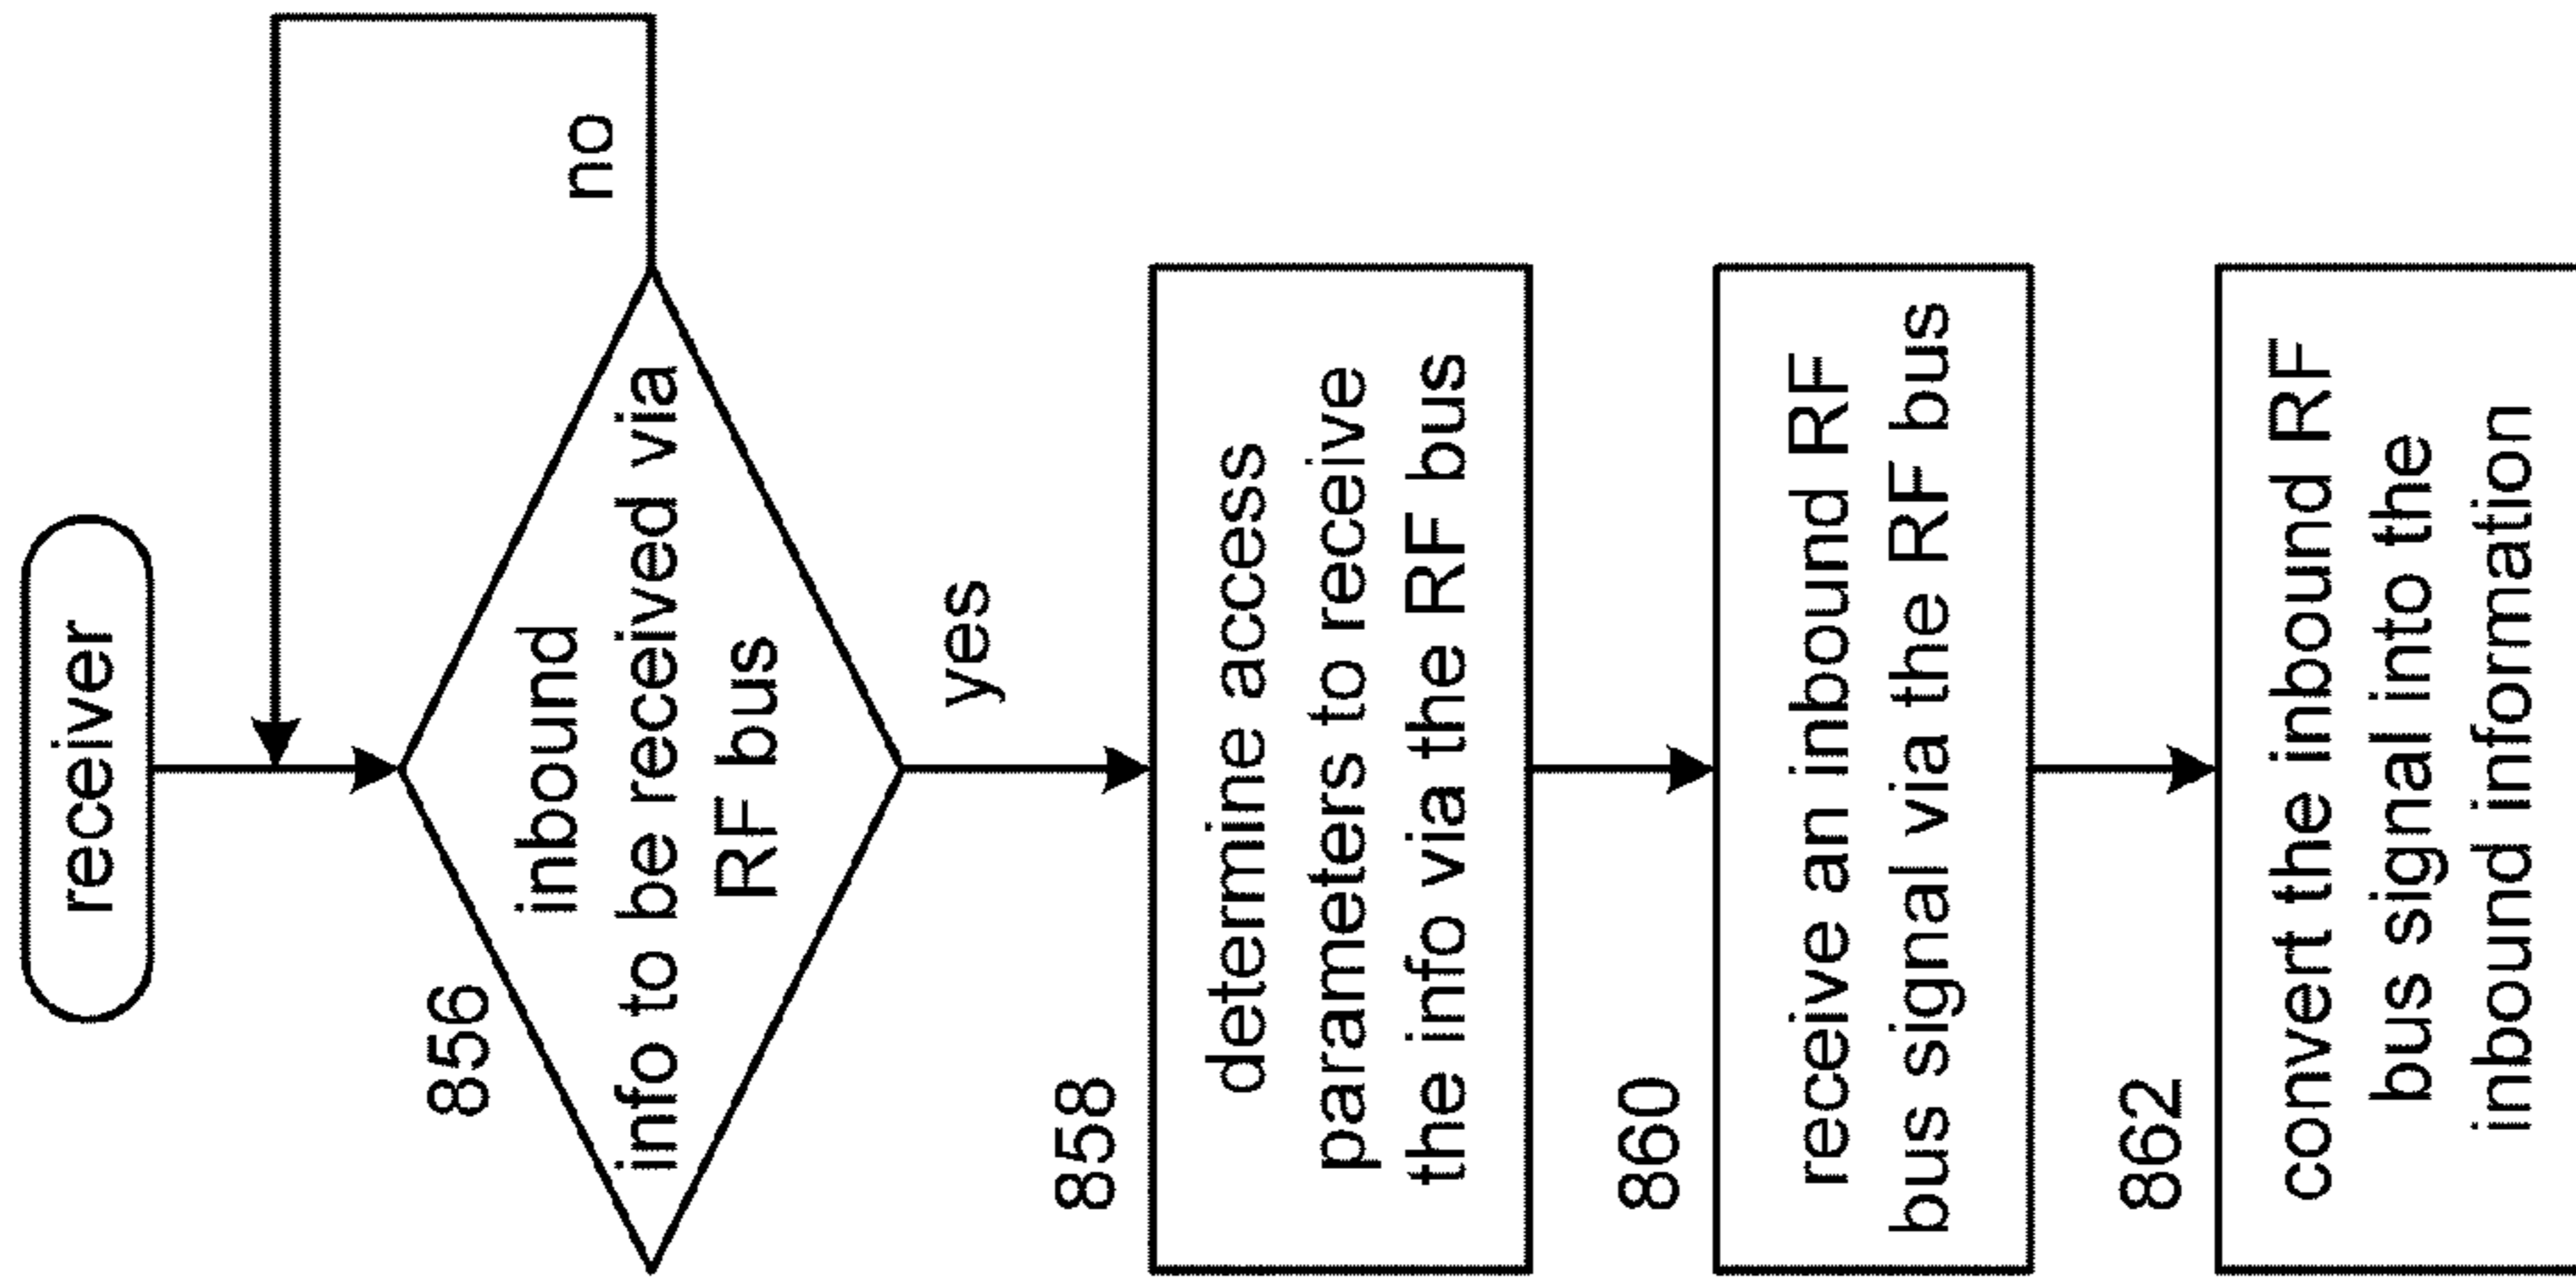 receiver
856
inbound
info to be received via
RF bus
no
yes
858
determine access
parameters to receive
the info via the RF bus
860
receive an inbound RF
bus signal via the RF bus
862
convert the inbound RF
bus signal into the
inbound information